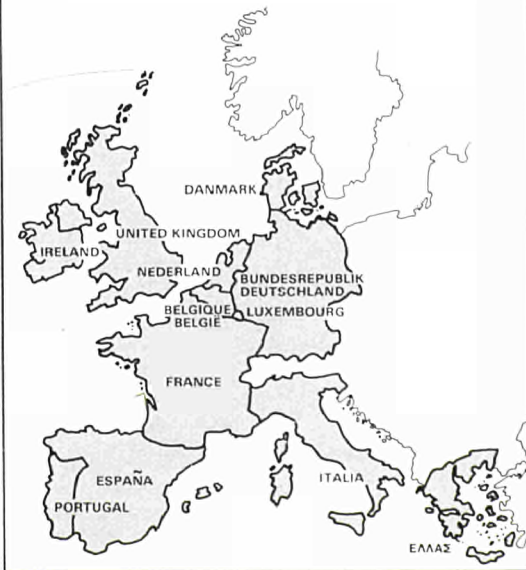 DANMARK
UNITED KINGDOM
IRELAND
NEDERLAND
BUNDESREPUBLIK
DEUTSCHLAND
BELGIQUE
BELGIË
LUXEMBOURG
FRANCE
ESPAÑA
PORTUGAL
ITALIA
ΕΛΛΑΣ